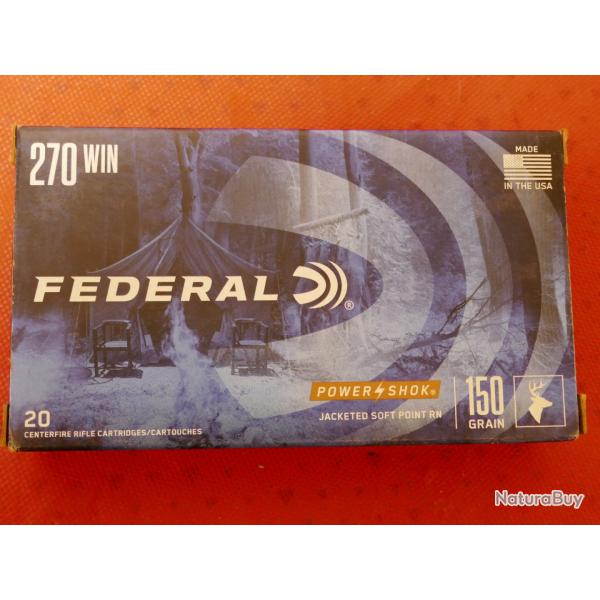 270 WIN
MADE
IN THE USA
FEDERAL ®
POWER SHOK®
JACKETED SOFT POINT RN
150
GRAIN
20
CENTERFIRE RIFLE CARTRIDGES/CARTOUCHES
NaturaBuy